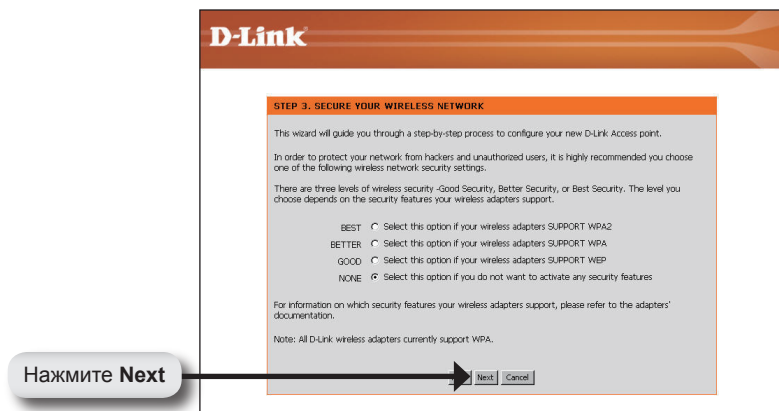 D-Link
STEP 3. SECURE YOUR WIRELESS NETWORK
This wizard will guide you through a step-by-step process to configure your new D-Link Access point.
In order to protect your network from hackers and unauthorized users, it is highly recommended you choose
one of the following wireless network security settings.
There are three levels of wireless security -Good Security, Better Security, or Best Security. The level you
choose depends on the security features your wireless adapters support.
BEST Select this option if your wireless adapters SUPPORT WPA2
BETTER Select this option if your wireless adapters SUPPORT WPA
GOOD Select this option if your wireless adapters SUPPORT WEP
NONE Select this option if you do not want to activate any security features
For information on which security features your wireless adapters support, please refer to the adapters'
documentation.
Note: All D-Link wireless adapters currently support WPA.
Нажмите Next
Next Cancel